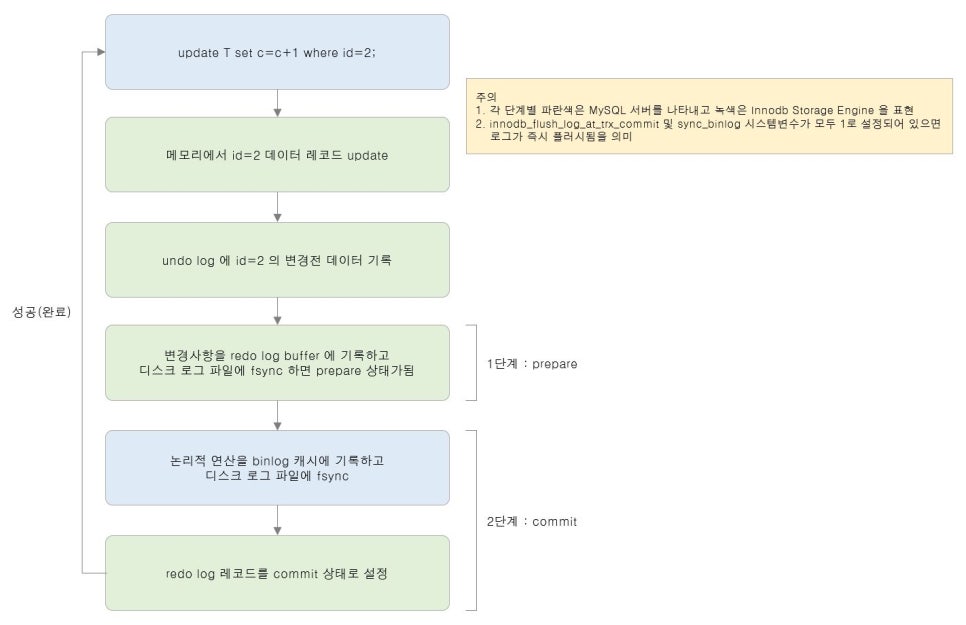 update T set c=c+1 where id=2;
주의
1. 각 단계별 파란색은 MySQL 서버를 나타내고 녹색은 Innodb Storage Engine 을 표현
2. innodb_flush_log_at_trx_commit 및 sync_binlog 시스템변수가 모두 1로 설정되어 있으면
로그가 즉시 플러시됨을 의미
메모리에서 id=2 데이터 레코드 update
undo log 에 id=2 의 변경전 데이터 기록
성공(완료)
변경사항을 redo log buffer 에 기록하고
디스크 로그 파일에 fsync 하면 prepare 상태가됨
1단계 : prepare
논리적 연산을 binlog 캐시에 기록하고
디스크 로그 파일에 fsync
2단계 : commit
redo log 레코드를 commit 상태로 설정